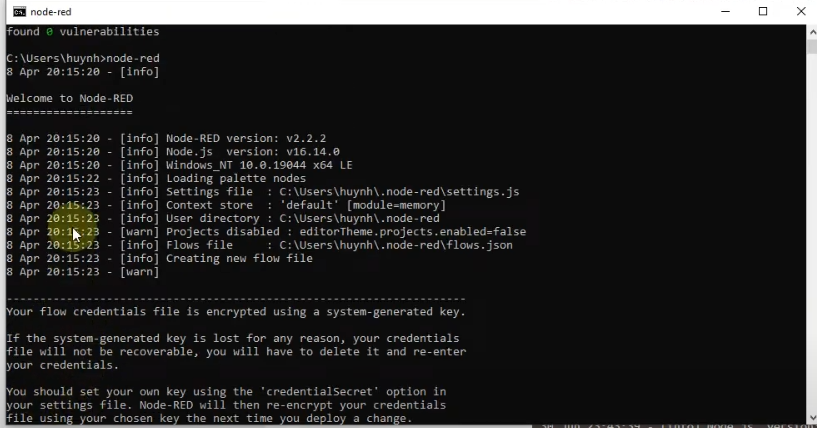 node-red
found 0 vulnerabilities
C:\Users\huynh>node-red
8 Apr 20:15:20 - [info]
Welcome to Node-RED
===================
8 Apr 20:15:20 - [info] Node-RED version: v2.2.2
8 Apr 20:15:20 - [info] Node.js  version: v16.14.0
8 Apr 20:15:20 - [info] Windows_NT 10.0.19044 x64 LE
8 Apr 20:15:22 - [info] Loading palette nodes
8 Apr 20:15:23 - [info] Settings file  : C:\Users\huynh\.node-red\settings.js
8 Apr 20:15:23 - [info] Context store  : 'default' [module=memory]
8 Apr 20:15:23 - [info] User directory : C:\Users\huynh\.node-red
8 Apr 20:15:23 - [warn] Projects disabled : editorTheme.projects.enabled=false
8 Apr 20:15:23 - [info] Flows file     : C:\Users\huynh\.node-red\flows.json
8 Apr 20:15:23 - [info] Creating new flow file
8 Apr 20:15:23 - [warn]
---------------------------------------------------------------------
Your flow credentials file is encrypted using a system-generated key.
If the system-generated key is lost for any reason, your credentials
file will not be recoverable, you will have to delete it and re-enter
your credentials.
You should set your own key using the 'credentialSecret' option in
your settings file. Node-RED will then re-encrypt your credentials
file using your chosen key the next time you deploy a change.